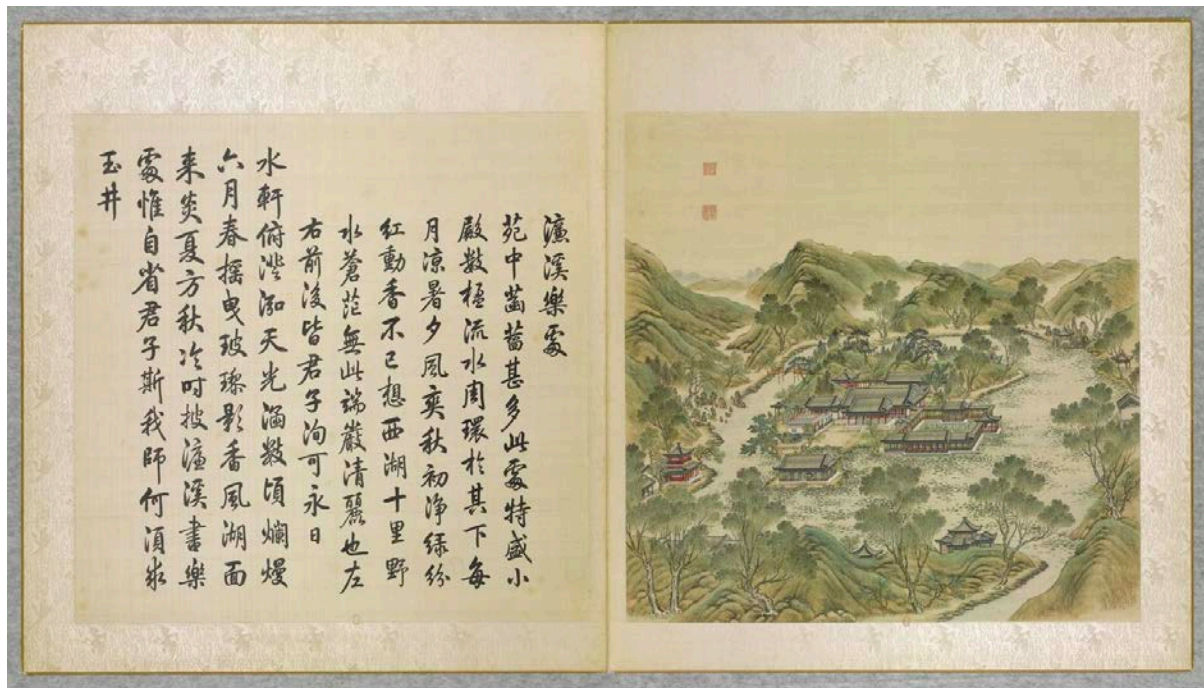 濂溪樂處
苑中菡萏甚多此處特盛小
殿數楹流水周環於其下每
月凉暑夕風爽秋初淨綠紛
紅動香不已想西湖十里野
水蒼茫無此端嚴清麗也左
右前後皆君子洵可永日
水軒俯澄泓天光涵數頃爛熳
六月春搖曳玻瓈影香風湖面
來炎夏方秋冷時披濂溪書樂
處惟自省君子斯我師何須求
玉井